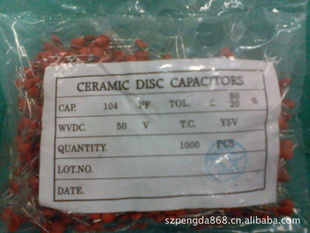 CERAMIC DISC CAPACITORS
CAP. 104 PF TOL. ± 80 20 %
WVDC. 50 V T.C. Y5V
QUANTITY. 1000 PCS
LOT.NO.
DATE.
szpengda868.cn.alibaba.com